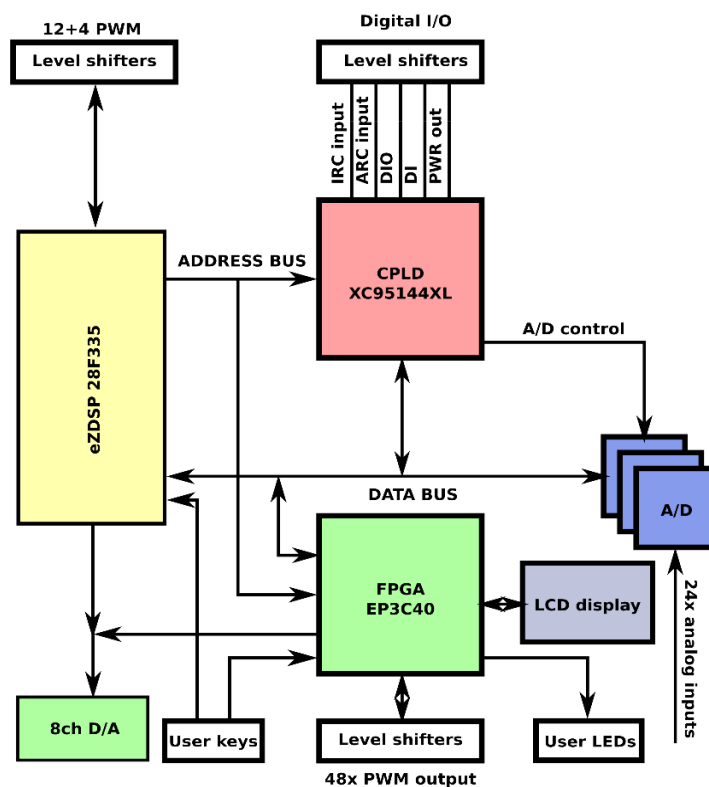 12+4 PWM
Level shifters
Digital I/O
Level shifters
IRC input
ARC input
DIO
DI
PWR out
eZDSP 28F335
ADDRESS BUS
CPLD
XC95144XL
A/D control
DATA BUS
A/D
FPGA
EP3C40
LCD display
24x analog inputs
8ch D/A
User keys
Level shifters
User LEDs
48x PWM output